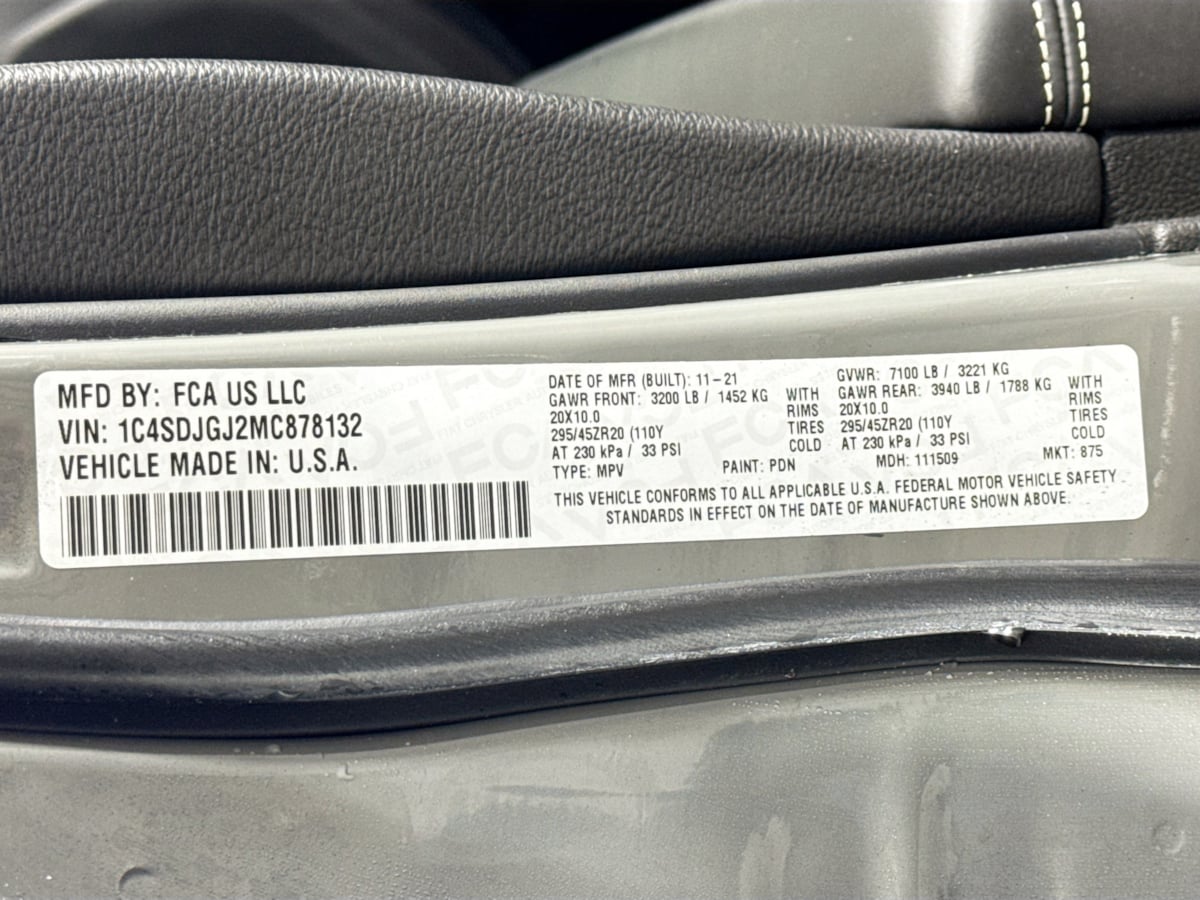 MFD BY: FCA US LLC
VIN: 1C4SDJGJ2MC878132
VEHICLE MADE IN: U.S.A.
DATE OF MFR (BUILT): 11-21
GAWR FRONT: 3200 LB / 1452 KG WITH
20X10.0 RIMS
295/45ZR20 (110Y TIRES
AT 230 kPa / 33 PSI COLD
TYPE: MPV PAINT: PDN
GVWR: 7100 LB / 3221 KG
GAWR REAR: 3940 LB / 1788 KG WITH
20X10.0 RIMS
295/45ZR20 (110Y TIRES
AT 230 kPa / 33 PSI COLD
MDH: 111509 MKT: 875
THIS VEHICLE CONFORMS TO ALL APPLICABLE U.S.A. FEDERAL MOTOR VEHICLE SAFETY
STANDARDS IN EFFECT ON THE DATE OF MANUFACTURE SHOWN ABOVE.